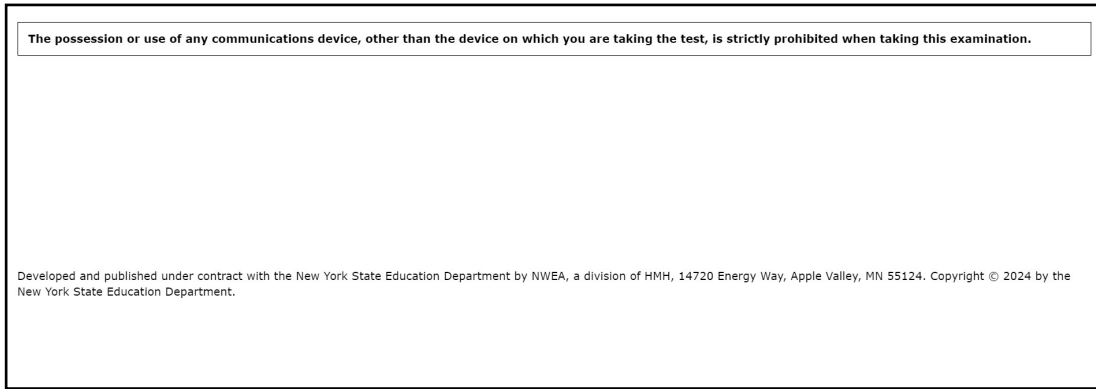 The possession or use of any communications device, other than the device on which you are taking the test, is strictly prohibited when taking this examination.
Developed and published under contract with the New York State Education Department by NWEA, a division of HMH, 14720 Energy Way, Apple Valley, MN 55124. Copyright © 2024 by the
New York State Education Department.